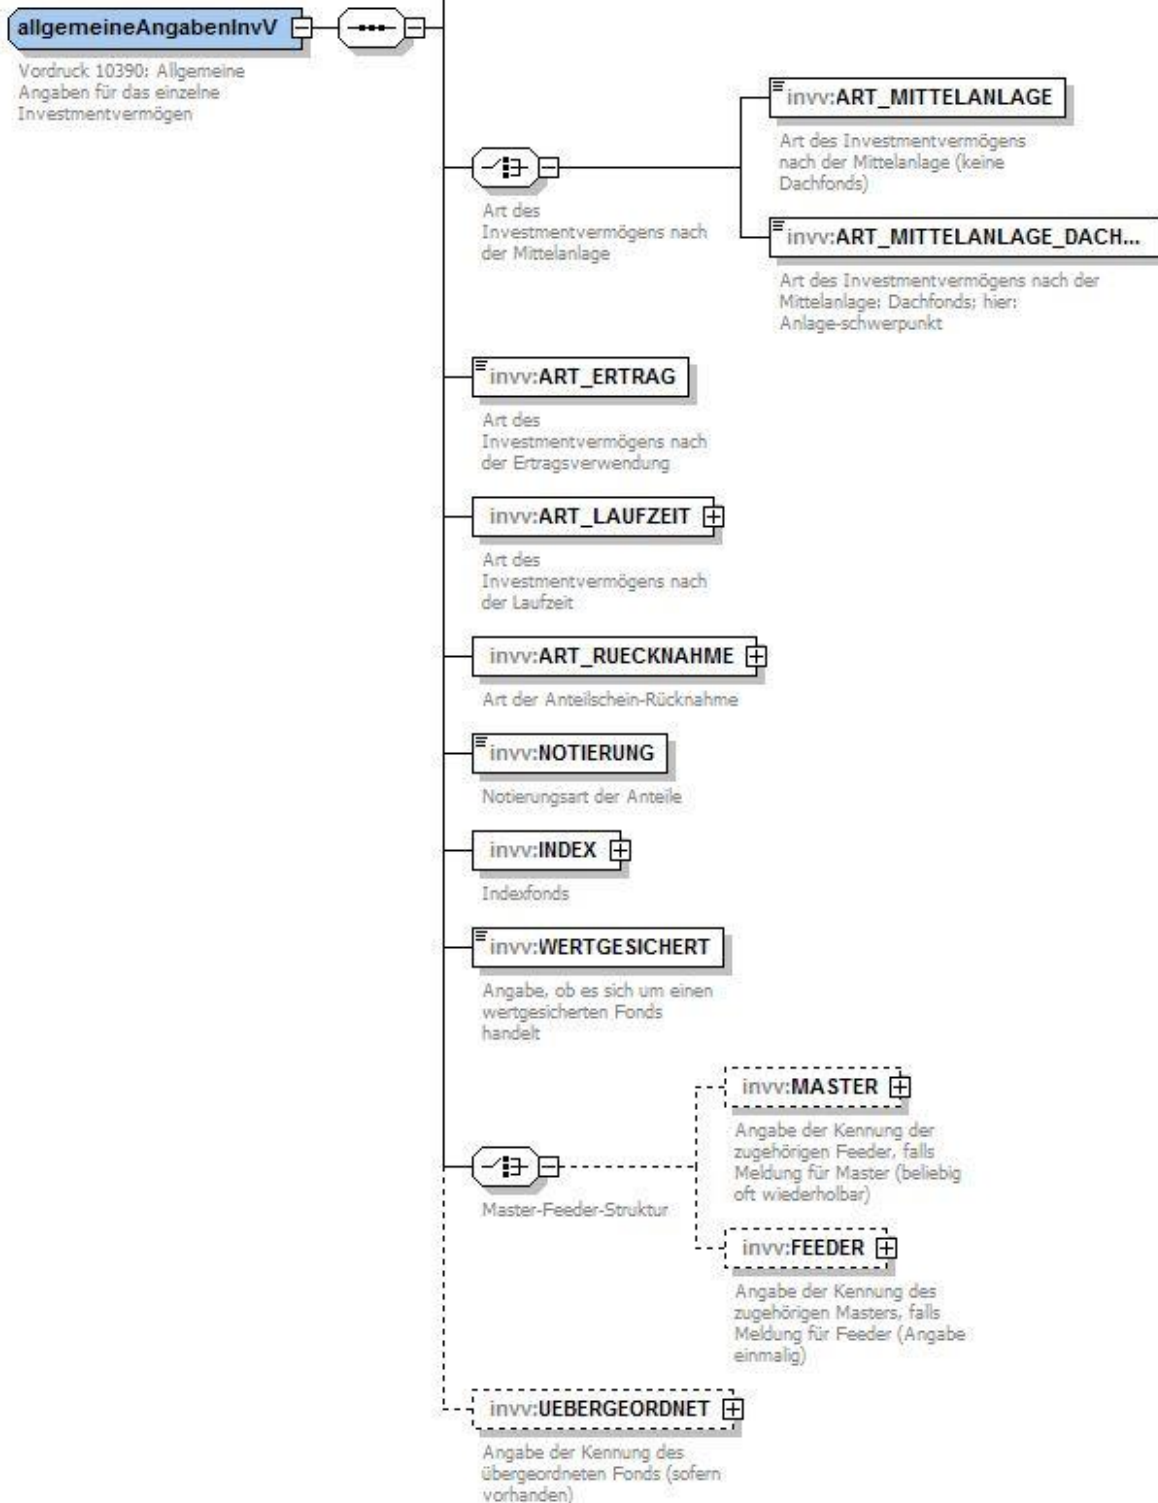 allgemeineAngabenInvV
Vordruck 10390: Allgemeine
Angaben für das einzelne
Investmentvermögen
invv:ART_MITTELANLAGE
Art des Investmentvermögens
nach der Mittelanlage (keine
Dachfonds)
Art des
Investmentvermögens nach
der Mittelanlage
invv:ART_MITTELANLAGE_DACH...
Art des Investmentvermögens nach der
Mittelanlage: Dachfonds; hier:
Anlage-schwerpunkt
invv:ART_ERTRAG
Art des
Investmentvermögens nach
der Ertragsverwendung
invv:ART_LAUFZEIT
Art des
Investmentvermögens nach
der Laufzeit
invv:ART_RUECKNAHME
Art der Anteilschein-Rücknahme
invv:NOTIERUNG
Notierungsart der Anteile
invv:INDEX
Indexfonds
invv:WERTGESICHERT
Angabe, ob es sich um einen
wertgesicherten Fonds
handelt
invv:MASTER
Angabe der Kennung der
zugehörigen Feeder, falls
Meldung für Master (beliebig
oft wiederholbar)
Master-Feeder-Struktur
invv:FEEDER
Angabe der Kennung des
zugehörigen Masters, falls
Meldung für Feeder (Angabe
einmalig)
invv:UEBERGEORDNET
Angabe der Kennung des
übergeordneten Fonds (sofern
vorhanden)